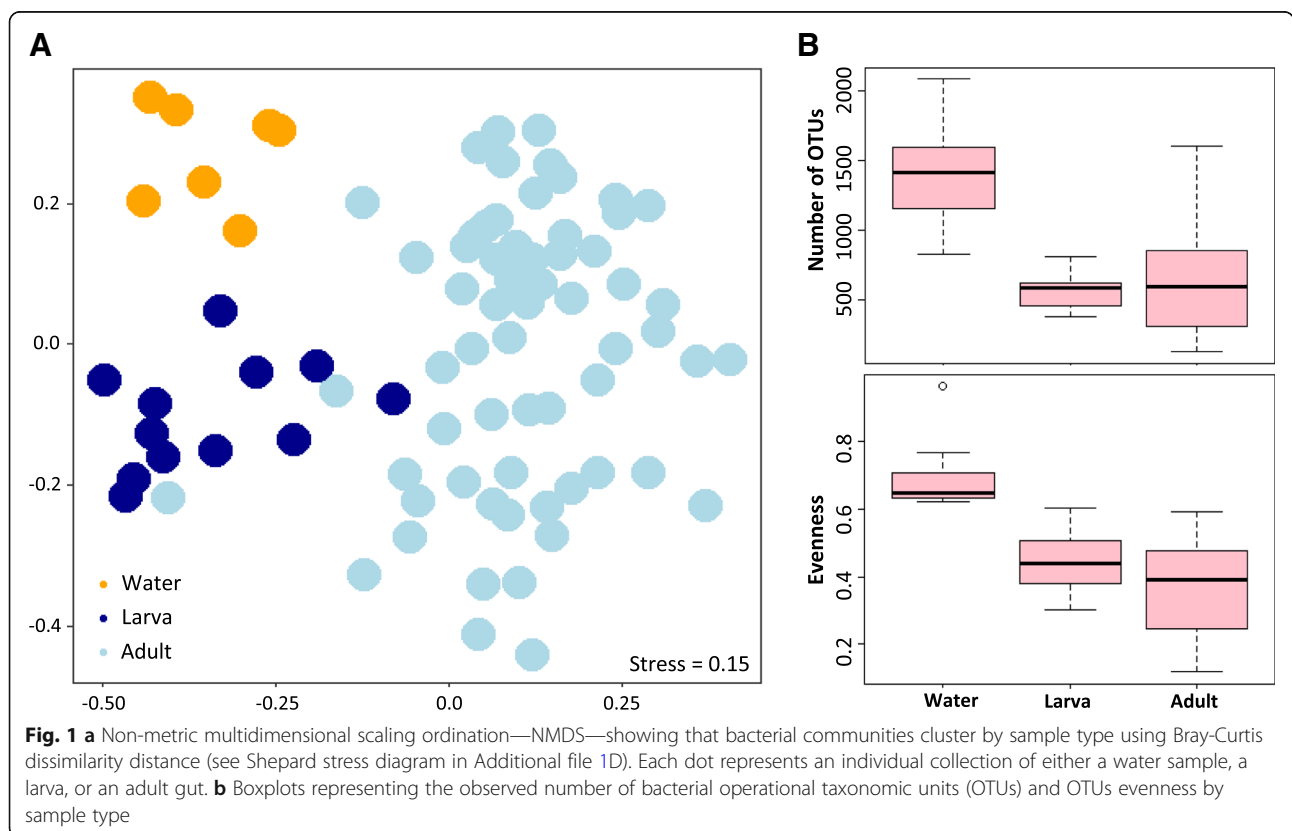 A
B
0.2
0.0
-0.2
-0.4
Water
Larva
Adult
Stress = 0.15
-0.50
-0.25
0.0
0.25
Number of OTUs
2000
1500
1000
500
Evenness
0.8
0.6
0.4
0.2
Water
Larva
Adult
Fig. 1 a Non-metric multidimensional scaling ordination—NMDS—showing that bacterial communities cluster by sample type using Bray-Curtis
dissimilarity distance (see Shepard stress diagram in Additional file 1D). Each dot represents an individual collection of either a water sample, a
larva, or an adult gut. b Boxplots representing the observed number of bacterial operational taxonomic units (OTUs) and OTUs evenness by
sample type